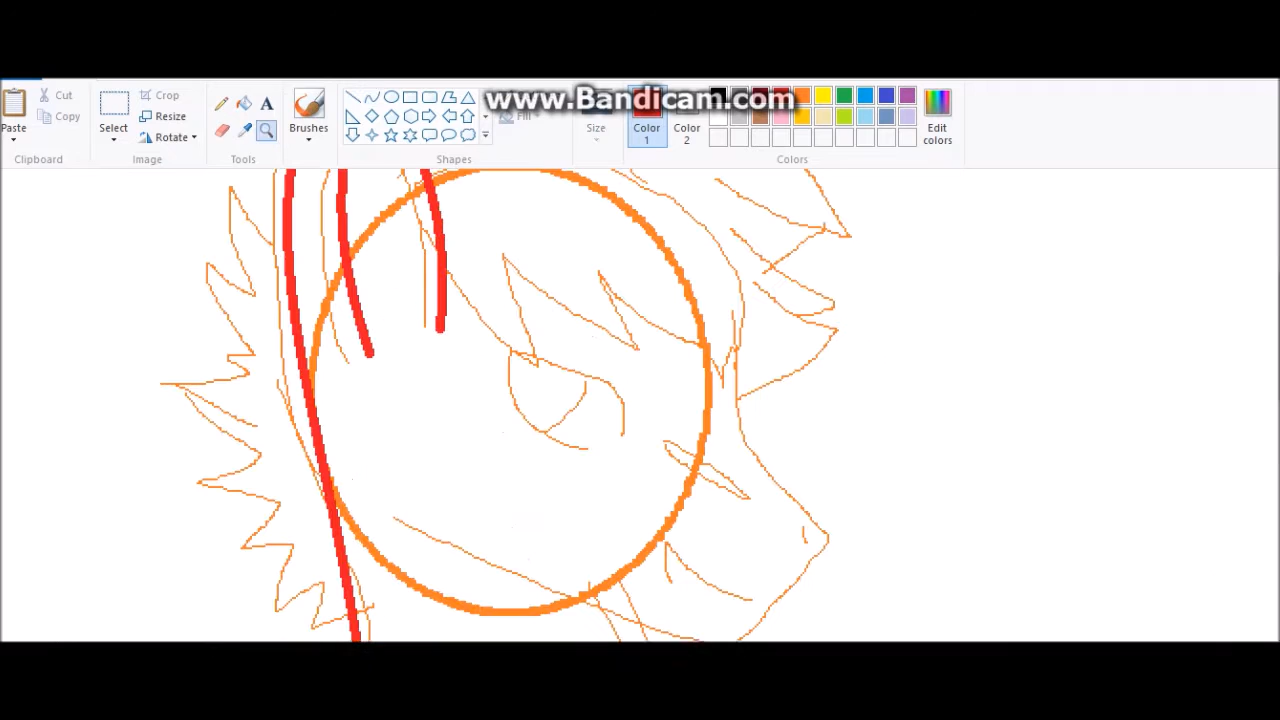 www.Bandicam.com
Cut
Crop
Paste
Copy
Select
Resize
Rotate
A
Brushes
Fill
Size
Color
1
Color
2
Edit
colors
Clipboard
Image
Tools
Shapes
Colors